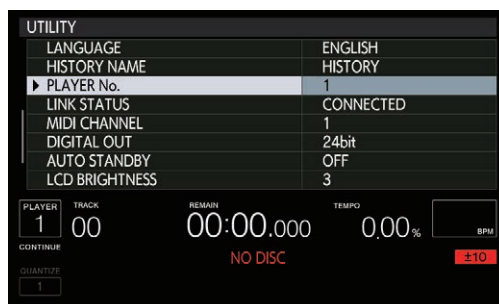 UTILITY
LANGUAGE ENGLISH
HISTORY NAME HISTORY
PLAYER No. 1
LINK STATUS CONNECTED
MIDI CHANNEL 1
DIGITAL OUT 24bit
AUTO STANDBY OFF
LCD BRIGHTNESS 3
PLAYER TRACK REMAIN TEMPO
1 00 00:00.000 0.00% BPM
CONTINUE
NO DISC ±10
QUANTIZE
1